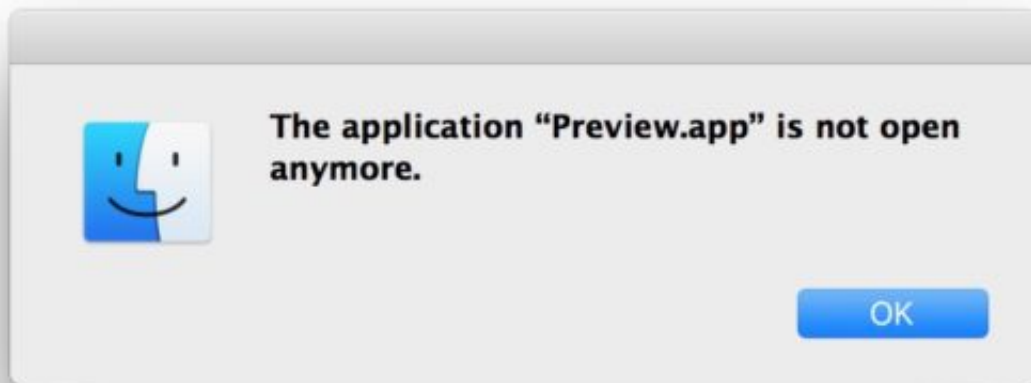 The application “Preview.app” is not open
anymore.
OK